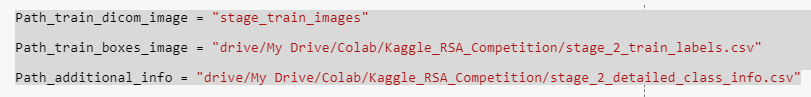 Path_train_dicom_image = "stage_train_images"
Path_train_boxes_image = "drive/My Drive/Colab/Kaggle_RSA_Competition/stage_2_train_labels.csv"
Path_additional_info = "drive/My Drive/Colab/Kaggle_RSA_Competition/stage_2_detailed_class_info.csv"